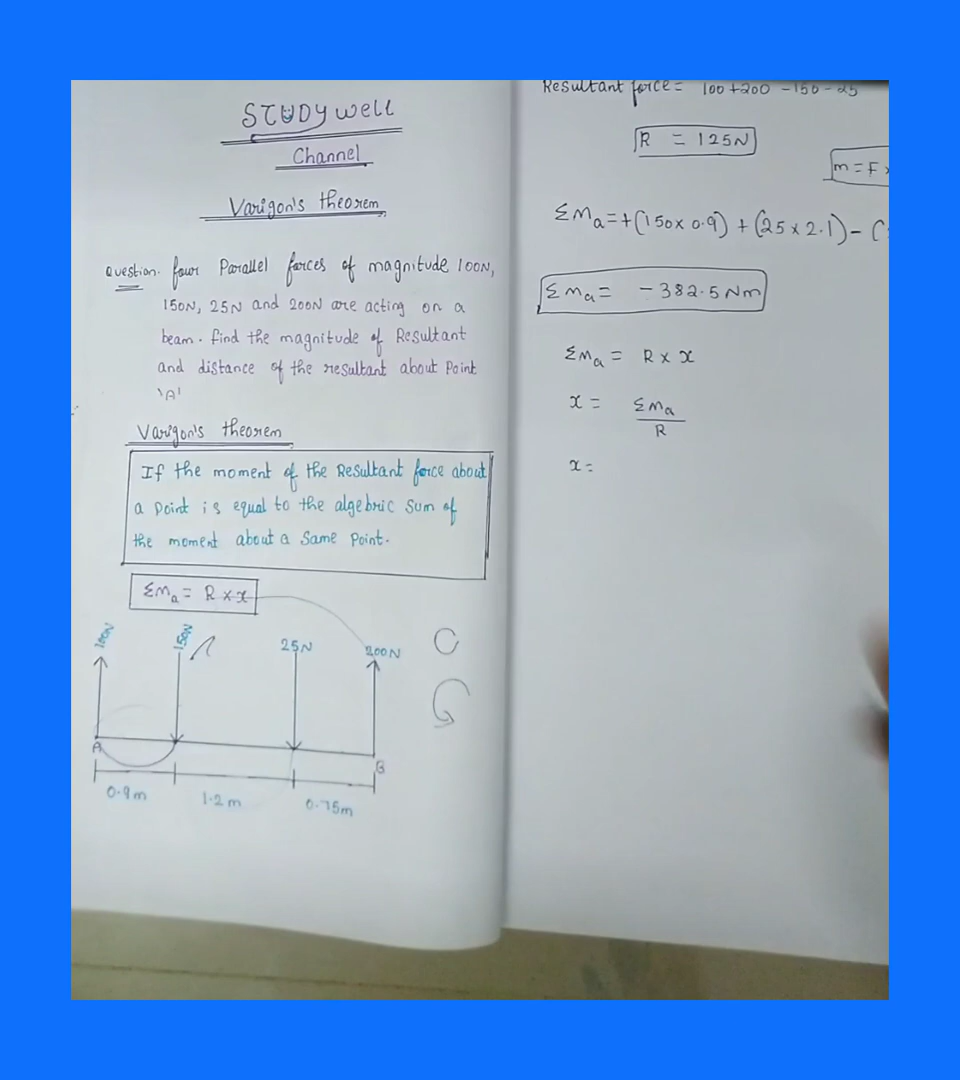 STUDY well
Channel
Varigon's theorem
Question. four Parallel forces of magnitude 100N,
150N, 25N and 200N are acting on a
beam. find the magnitude of Resultant
and distance of the resultant about Point
'A'
Varigon's theorem
If the moment of the Resultant force about
a point is equal to the algebric sum of
the moment about a same point.
ΣMa = R × x
100N 150N 25N 200N
A B
0.9m 1.2m 0.75m
Resultant force = 100 + 200 - 150 - 25
R = 125N
m = F ×
ΣMa = +(150 × 0.9) + (25 × 2.1) - (
ΣMa = - 382.5 Nm
ΣMa = R × x
x = ΣMa
R
x =